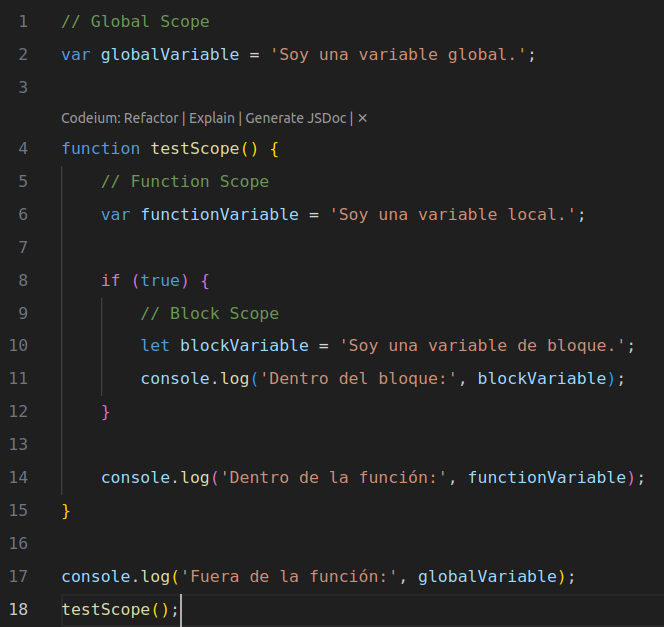 1 // Global Scope
2 var globalVariable = 'Soy una variable global.';
3
Codeium: Refactor | Explain | Generate JSDoc | ✕
4 function testScope() {
5 // Function Scope
6 var functionVariable = 'Soy una variable local.';
7
8 if (true) {
9 // Block Scope
10 let blockVariable = 'Soy una variable de bloque.';
11 console.log('Dentro del bloque:', blockVariable);
12 }
13
14 console.log('Dentro de la función:', functionVariable);
15 }
16
17 console.log('Fuera de la función:', globalVariable);
18 testScope();